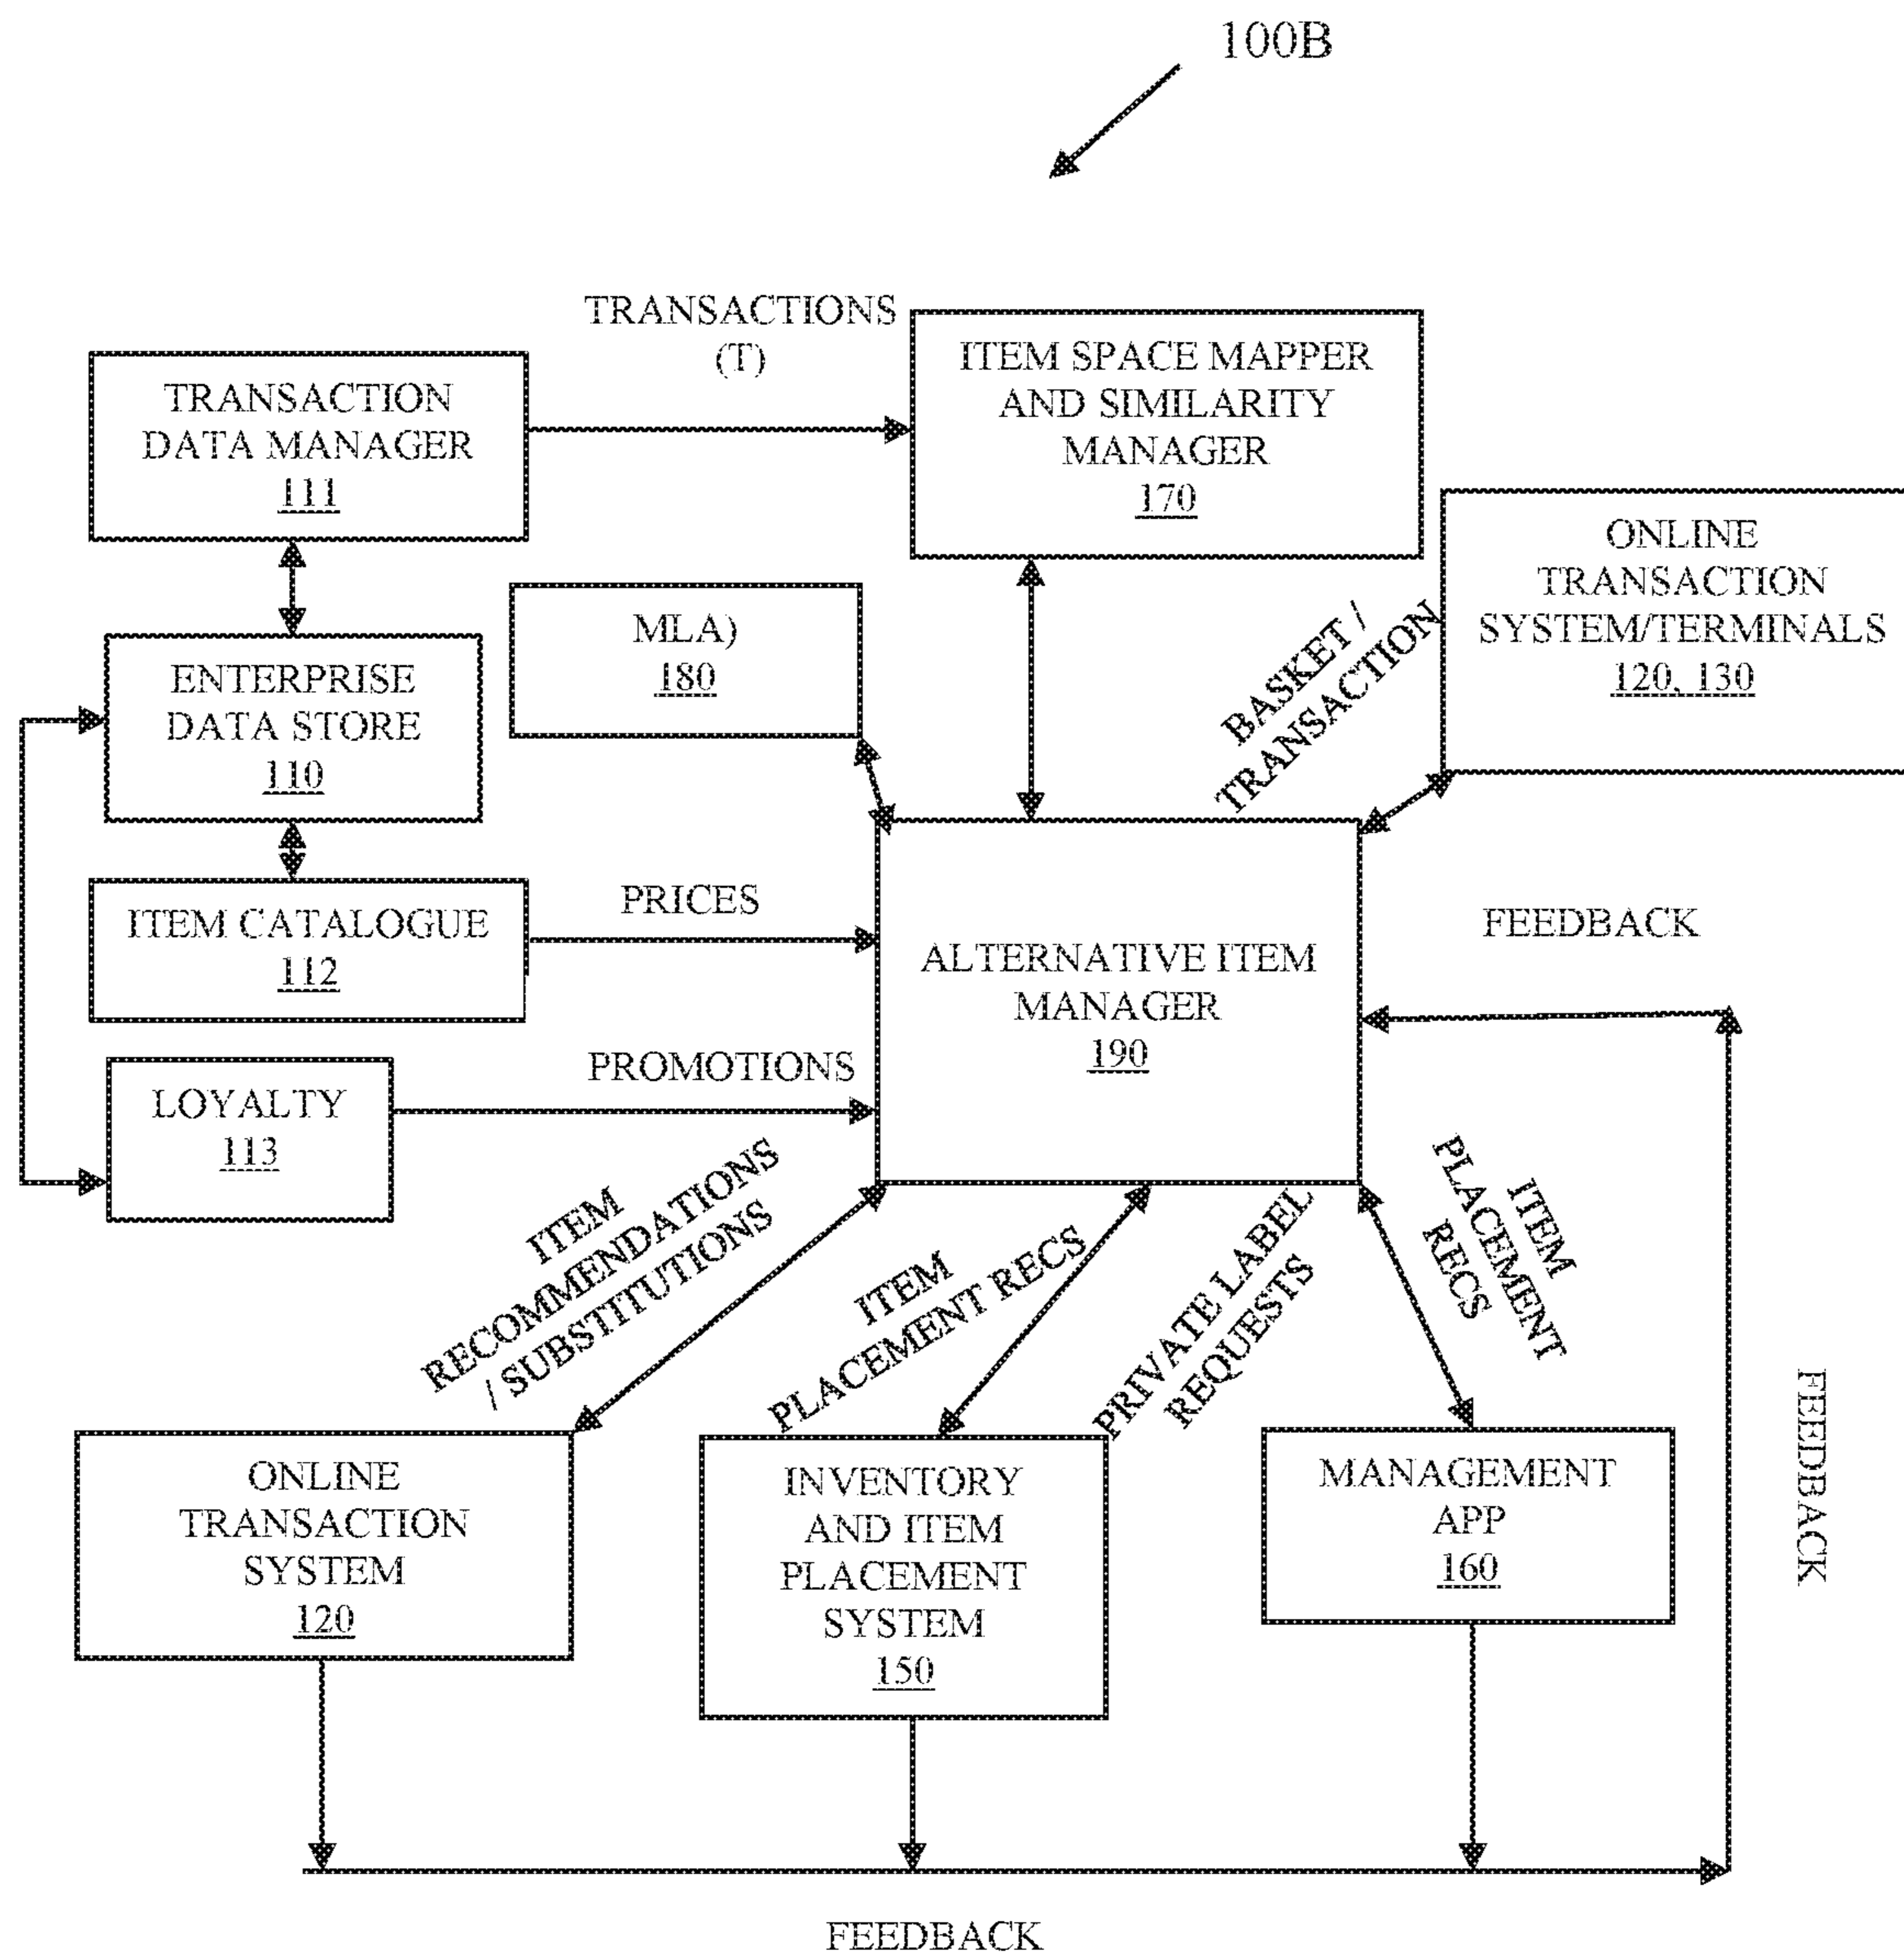 100B
TRANSACTIONS
(T)
TRANSACTION
DATA MANAGER
111
ITEM SPACE MAPPER
AND SIMILARITY
MANAGER
170
ONLINE
TRANSACTION
SYSTEM/TERMINALS
120, 130
MLA)
180
BASKET /
TRANSACTION
ENTERPRISE
DATA STORE
110
ITEM CATALOGUE
112
PRICES
ALTERNATIVE ITEM
MANAGER
190
FEEDBACK
LOYALTY
113
PROMOTIONS
ITEM
RECOMMENDATIONS
/ SUBSTITUTIONS
ITEM
PLACEMENT RECS
PRIVATE LABEL
REQUESTS
ITEM
PLACEMENT
RECS
ONLINE
TRANSACTION
SYSTEM
120
INVENTORY
AND ITEM
PLACEMENT
SYSTEM
150
MANAGEMENT
APP
160
FEEDBACK
FEEDBACK